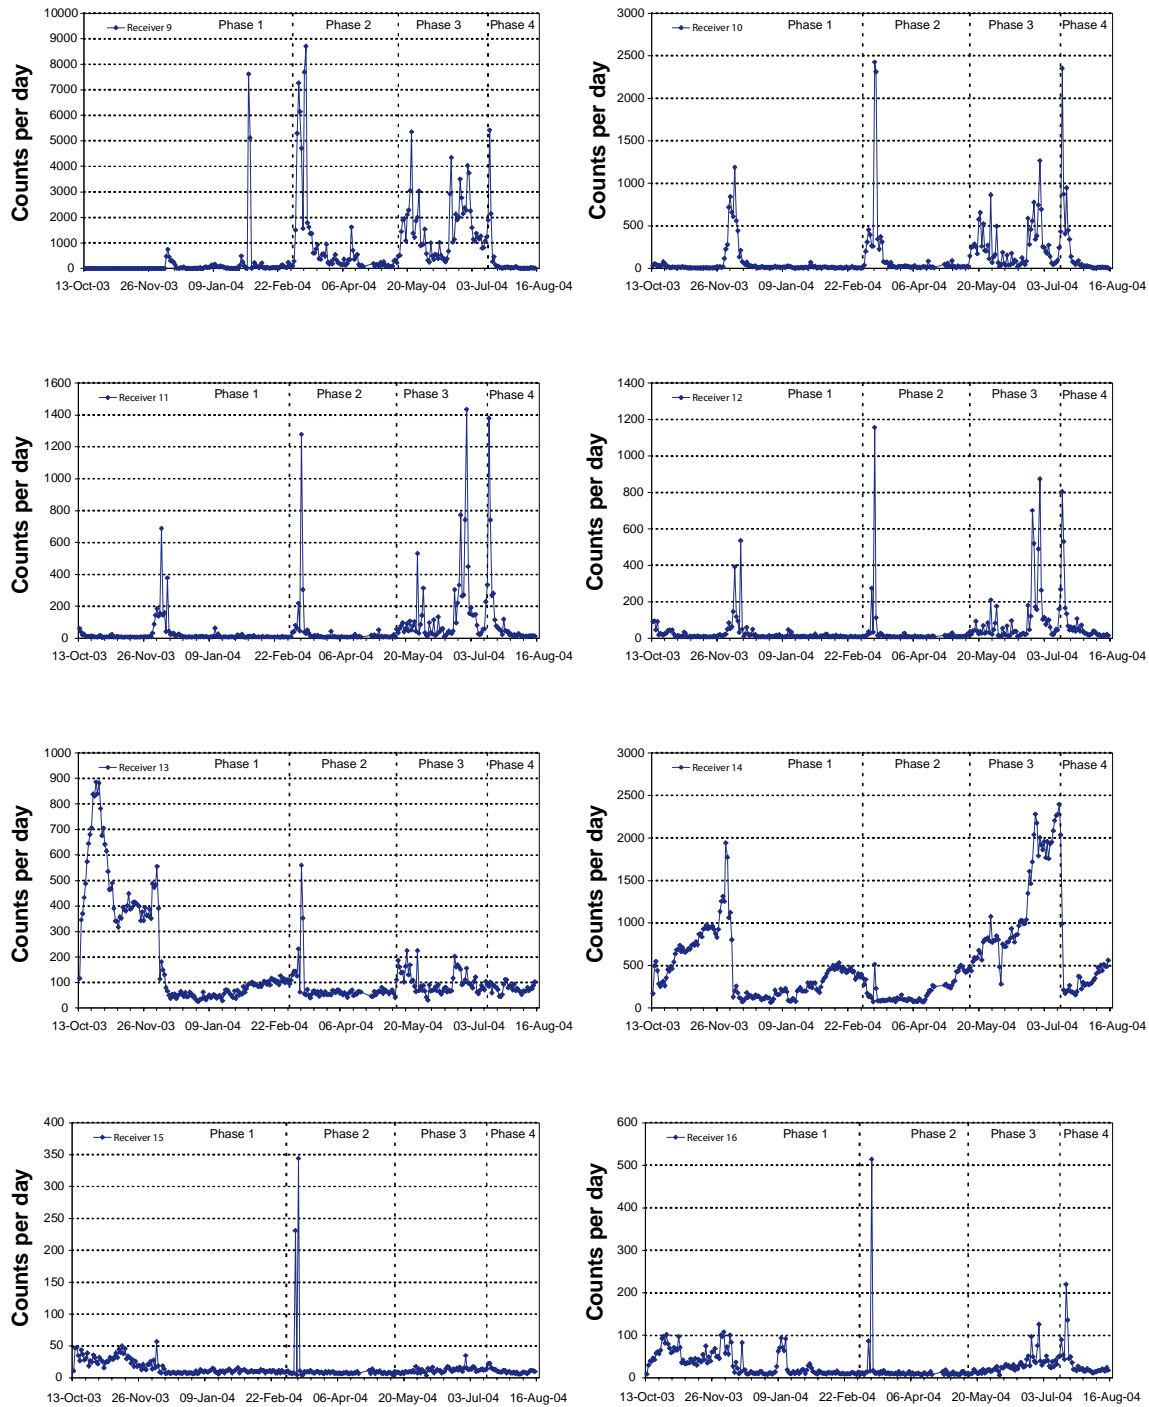 10000
9000
8000
7000
6000
5000
4000
3000
2000
1000
0
Counts per day
Receiver 9
Phase 1
Phase 2
Phase 3
Phase 4
13-Oct-03 26-Nov-03 09-Jan-04 22-Feb-04 06-Apr-04 20-May-04 03-Jul-04 16-Aug-04
3000
2500
2000
1500
1000
500
0
Counts per day
Receiver 10
Phase 1
Phase 2
Phase 3
Phase 4
13-Oct-03 26-Nov-03 09-Jan-04 22-Feb-04 06-Apr-04 20-May-04 03-Jul-04 16-Aug-04
1600
1400
1200
1000
800
600
400
200
0
Counts per day
Receiver 11
Phase 1
Phase 2
Phase 3
Phase 4
13-Oct-03 26-Nov-03 09-Jan-04 22-Feb-04 06-Apr-04 20-May-04 03-Jul-04 16-Aug-04
1400
1200
1000
800
600
400
200
0
Counts per day
Receiver 12
Phase 1
Phase 2
Phase 3
Phase 4
13-Oct-03 26-Nov-03 09-Jan-04 22-Feb-04 06-Apr-04 20-May-04 03-Jul-04 16-Aug-04
1000
900
800
700
600
500
400
300
200
100
0
Counts per day
Receiver 13
Phase 1
Phase 2
Phase 3
Phase 4
13-Oct-03 26-Nov-03 09-Jan-04 22-Feb-04 06-Apr-04 20-May-04 03-Jul-04 16-Aug-04
3000
2500
2000
1500
1000
500
0
Counts per day
Receiver 14
Phase 1
Phase 2
Phase 3
Phase 4
13-Oct-03 26-Nov-03 09-Jan-04 22-Feb-04 06-Apr-04 20-May-04 03-Jul-04 16-Aug-04
400
350
300
250
200
150
100
50
0
Counts per day
Receiver 15
Phase 1
Phase 2
Phase 3
Phase 4
13-Oct-03 26-Nov-03 09-Jan-04 22-Feb-04 06-Apr-04 20-May-04 03-Jul-04 16-Aug-04
600
500
400
300
200
100
0
Counts per day
Receiver 16
Phase 1
Phase 2
Phase 3
Phase 4
13-Oct-03 26-Nov-03 09-Jan-04 22-Feb-04 06-Apr-04 20-May-04 03-Jul-04 16-Aug-04